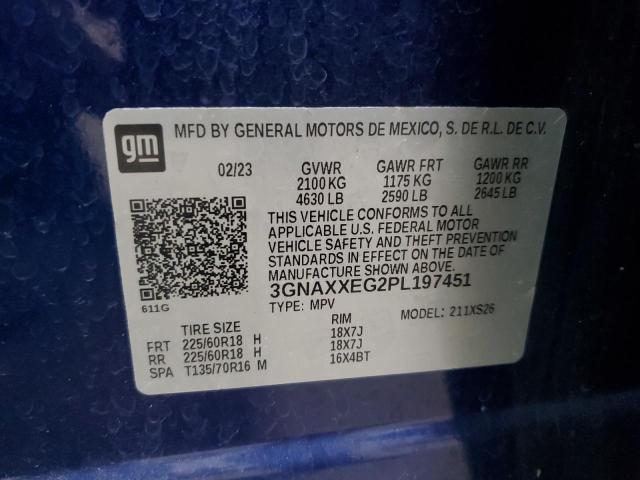 gm
MFD BY GENERAL MOTORS DE MEXICO, S. DE R.L. DE C.V.
02/23 GVWR GAWR FRT GAWR RR
2100 KG 1175 KG 1200 KG
4630 LB 2590 LB 2645 LB
THIS VEHICLE CONFORMS TO ALL
APPLICABLE U.S. FEDERAL MOTOR
VEHICLE SAFETY AND THEFT PREVENTION
STANDARDS IN EFFECT ON THE DATE OF
MANUFACTURE SHOWN ABOVE.
3GNAXXEG2PL197451
611G
TYPE: MPV MODEL: 211XS26
TIRE SIZE RIM
FRT 225/60R18 H 18X7J
RR 225/60R18 H 18X7J
SPA T135/70R16 M 16X4BT